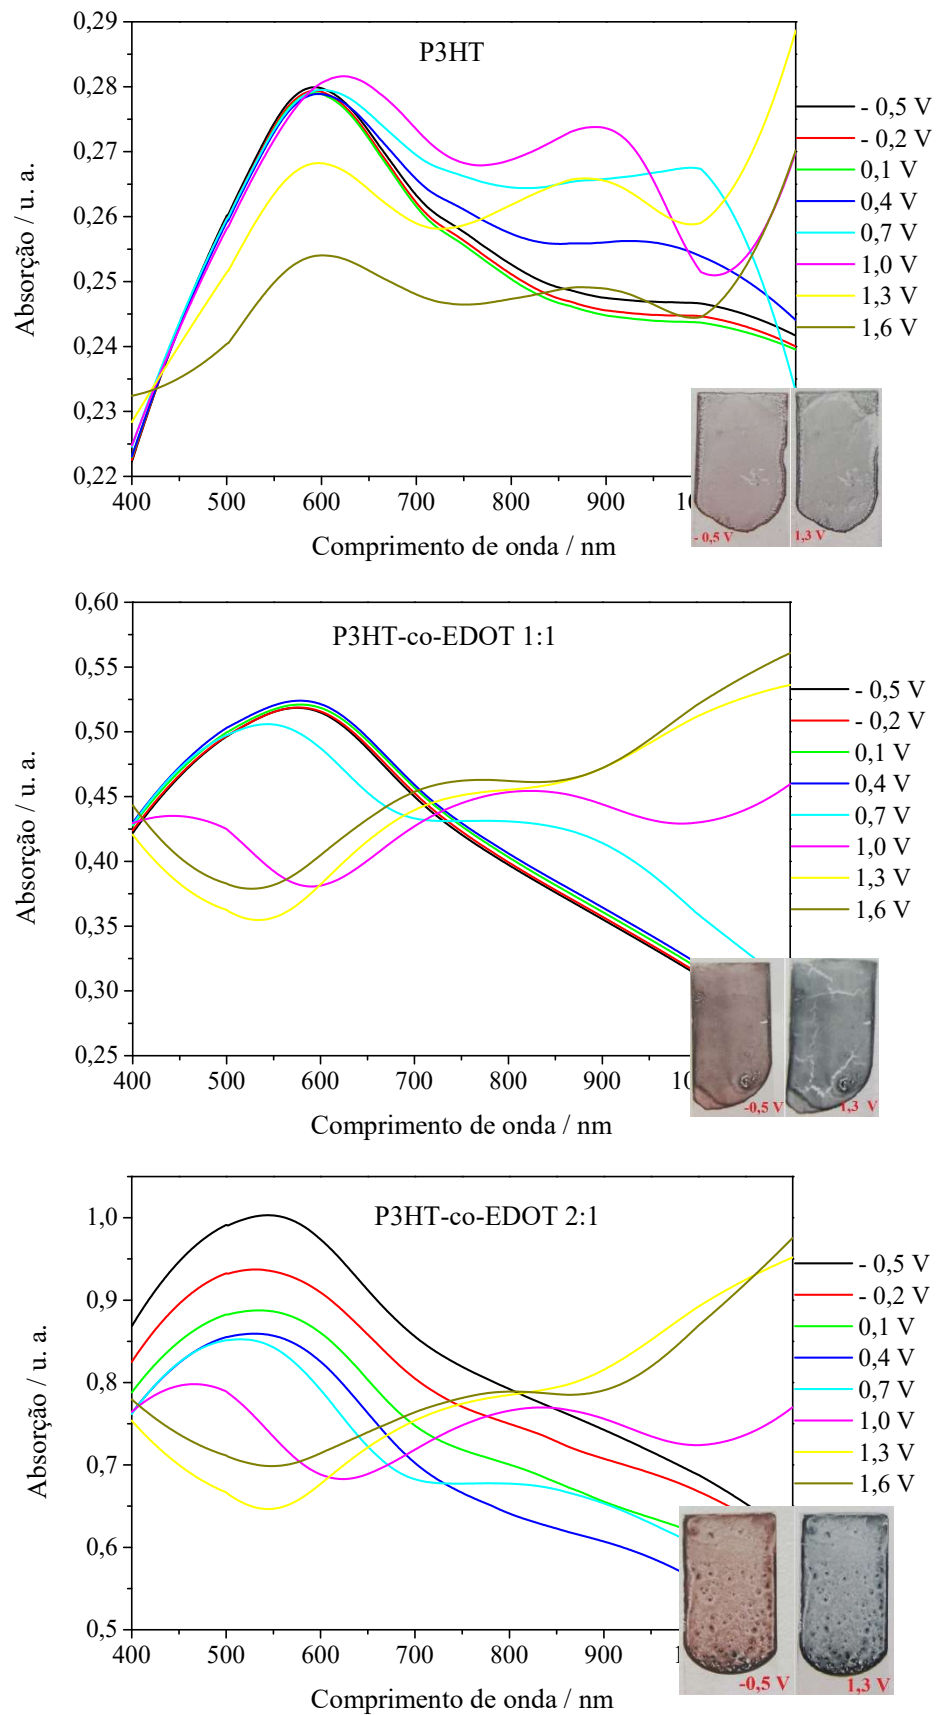 0,29
P3HT
0,28
0,27
0,26
0,25
0,24
0,23
0,22
Absorção / u. a.
- 0,5 V
- 0,2 V
0,1 V
0,4 V
0,7 V
1,0 V
1,3 V
1,6 V
400 500 600 700 800 900
Comprimento de onda / nm
- 0,5 V
1,3 V
0,60
P3HT-co-EDOT 1:1
0,55
0,50
0,45
0,40
0,35
0,30
0,25
Absorção / u. a.
- 0,5 V
- 0,2 V
0,1 V
0,4 V
0,7 V
1,0 V
1,3 V
1,6 V
400 500 600 700 800 900
Comprimento de onda / nm
-0,5 V
1,3 V
P3HT-co-EDOT 2:1
1,0
0,9
0,8
0,7
0,6
0,5
Absorção / u. a.
- 0,5 V
- 0,2 V
0,1 V
0,4 V
0,7 V
1,0 V
1,3 V
1,6 V
400 500 600 700 800 900
Comprimento de onda / nm
-0,5 V
1,3 V